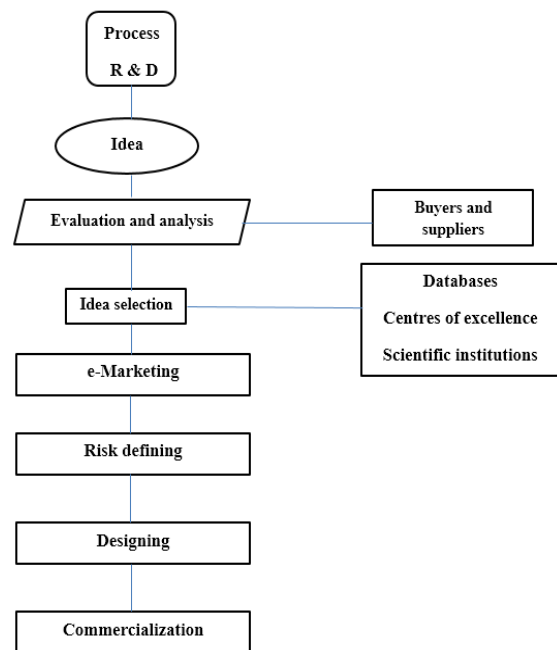 Process
R & D
Idea
Evaluation and analysis
Buyers and
suppliers
Idea selection
Databases
Centres of excellence
Scientific institutions
e-Marketing
Risk defining
Designing
Commercialization